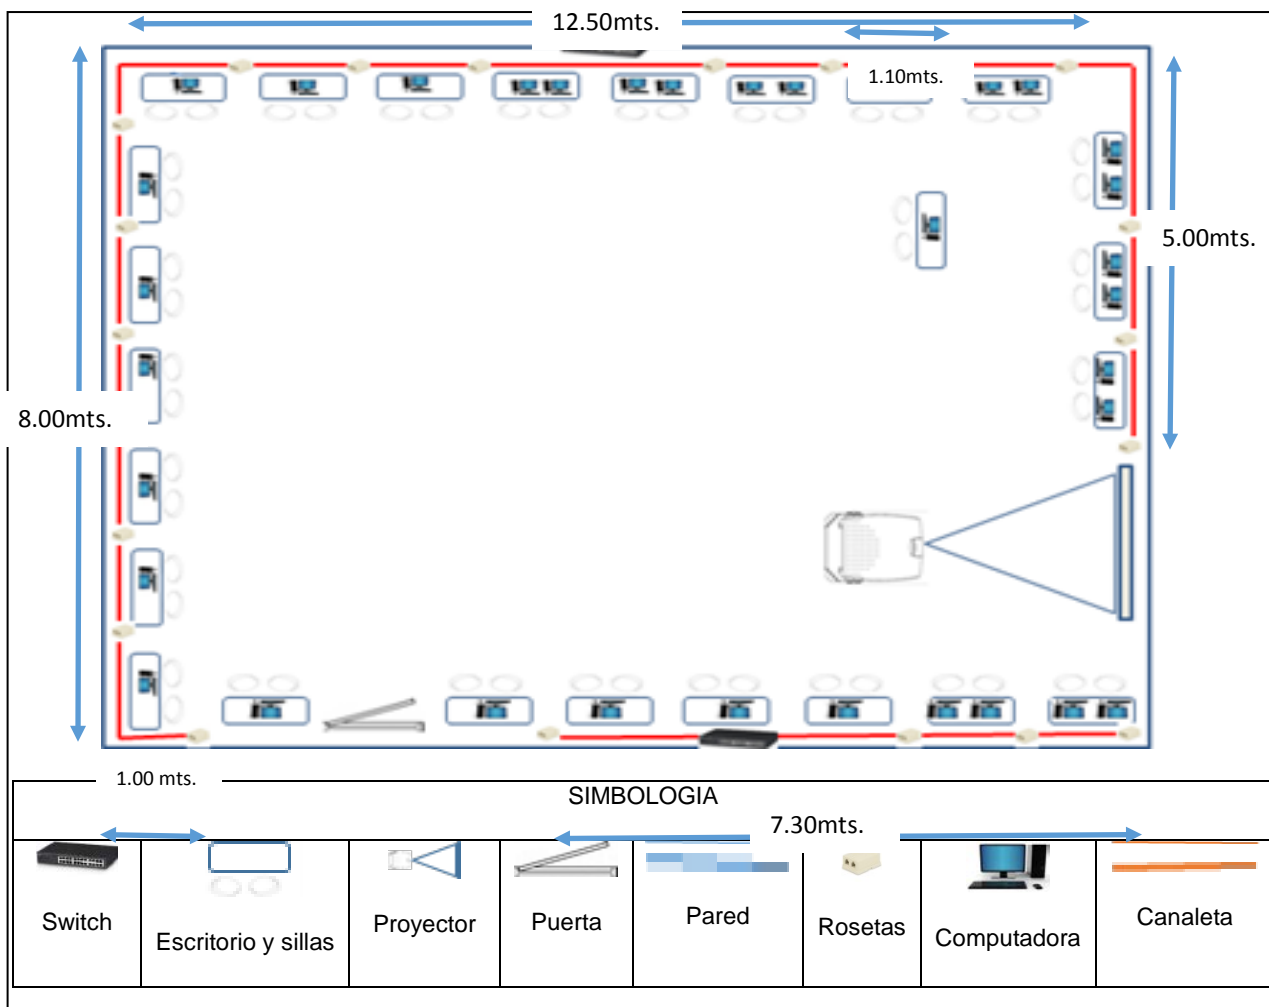 12.50mts.
1.10mts.
5.00mts.
8.00mts.
1.00 mts.
SIMBOLOGIA
7.30mts.
Switch
Escritorio y sillas
Proyector
Puerta
Pared
Rosetas
Computadora
Canaleta